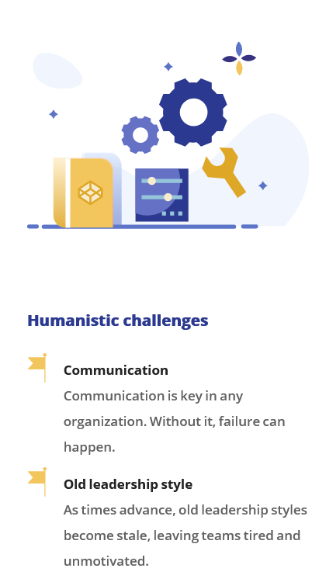 Humanistic challenges
Communication
Communication is key in any
organization. Without it, failure can
happen.
Old leadership style
As times advance, old leadership styles
become stale, leaving teams tired and
unmotivated.